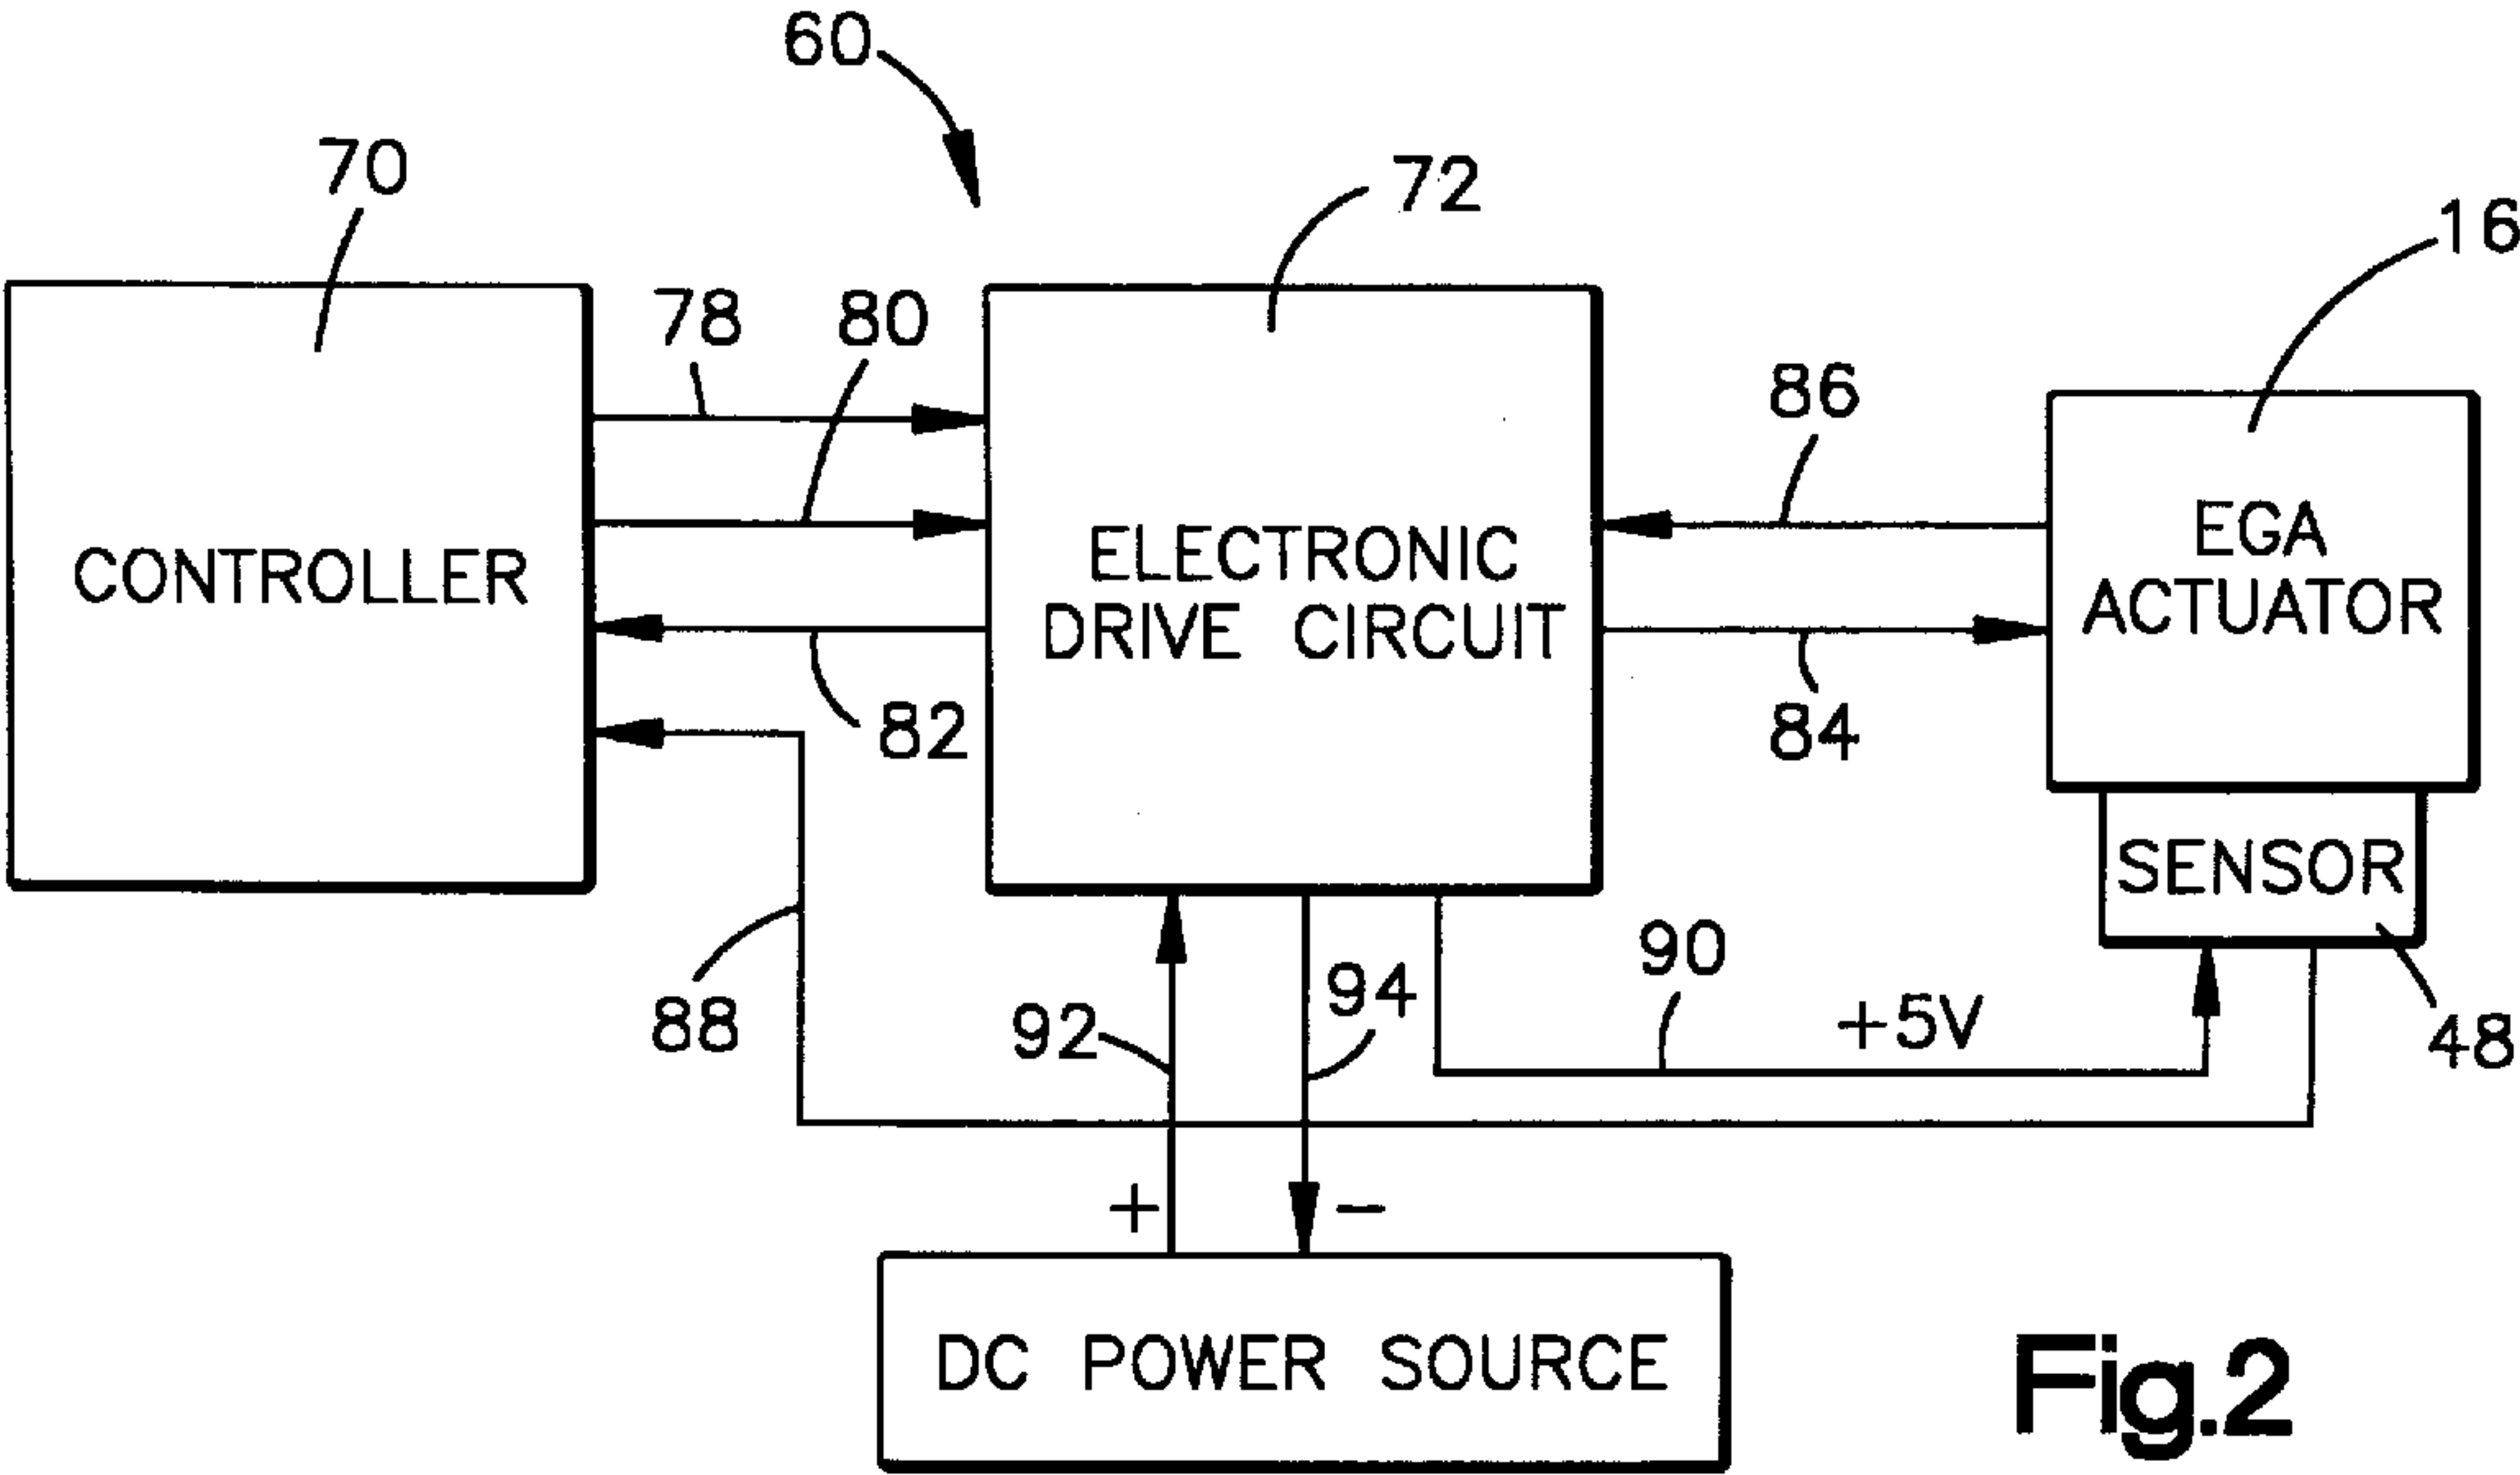 60
70
72
16
78
80
86
CONTROLLER
ELECTRONIC
DRIVE CIRCUIT
EGA
ACTUATOR
82
84
SENSOR
88
92
94
90
+5V
48
+
−
DC POWER SOURCE
Fig.2